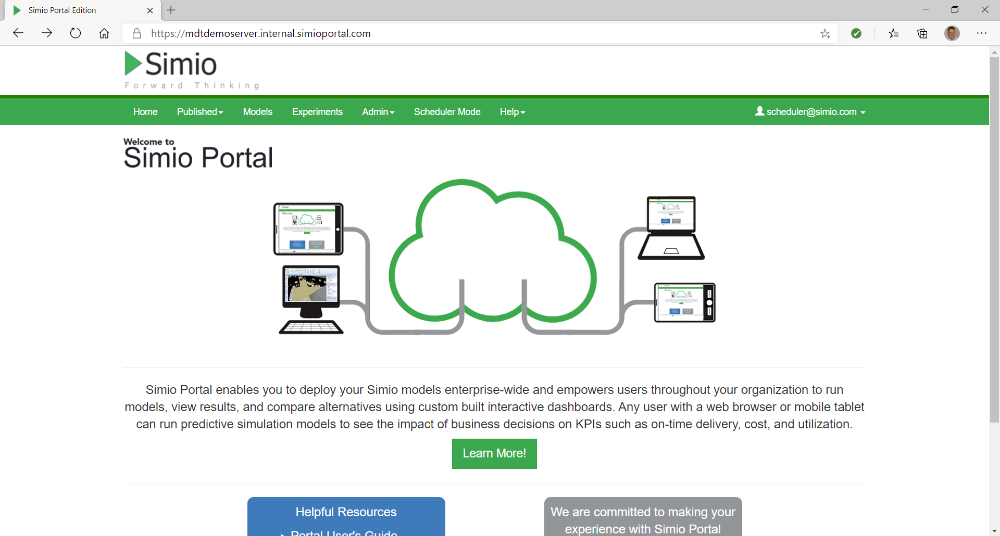 Simio Portal Edition
https://mdtdemoserver.internal.simioportal.com
Simio
Forward Thinking
Home Published Models Experiments Admin Scheduler Mode Help scheduler@simio.com
Welcome to
Simio Portal
Simio Portal enables you to deploy your Simio models enterprise-wide and empowers users throughout your organization to run
models, view results, and compare alternatives using custom built interactive dashboards. Any user with a web browser or mobile tablet
can run predictive simulation models to see the impact of business decisions on KPIs such as on-time delivery, cost, and utilization.
Learn More!
Helpful Resources
Portal User's Guide
We are committed to making your
experience with Simio Portal